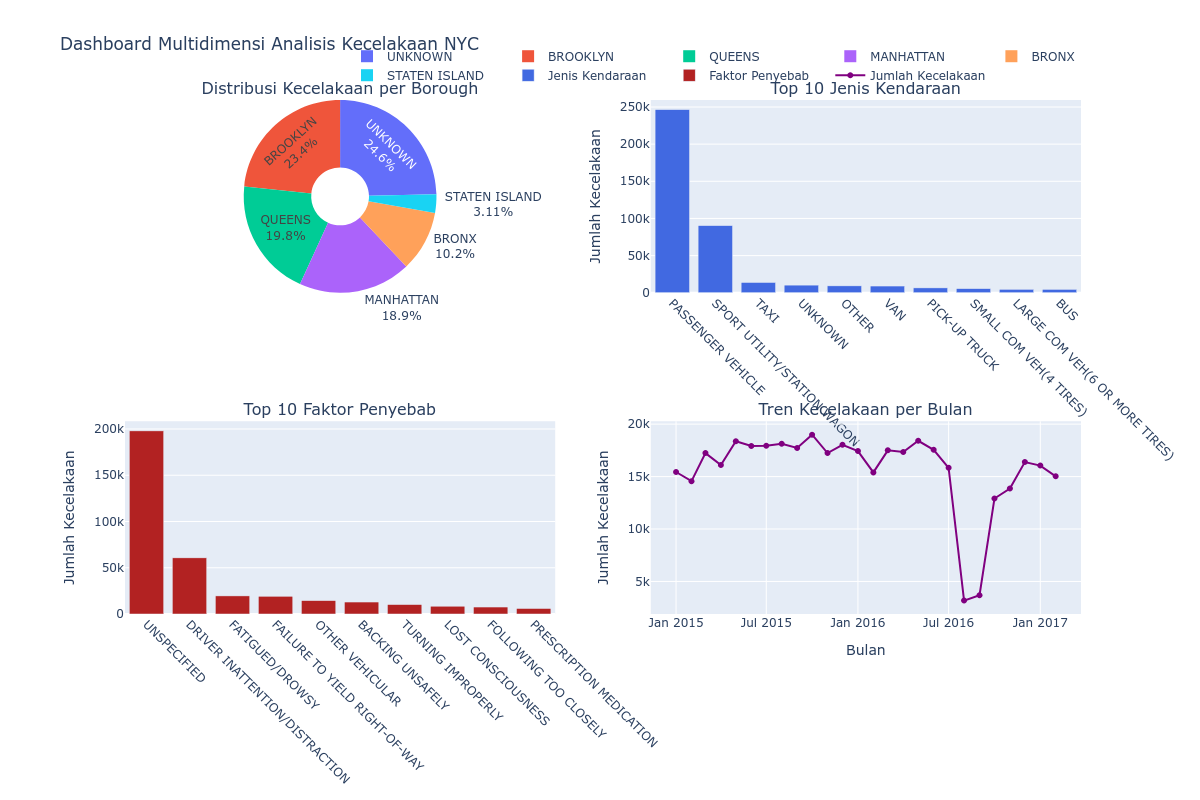 Dashboard Multidimensi Analisis Kecelakaan NYC
UNKNOWN
BROOKLYN
QUEENS
MANHATTAN
BRONX
STATEN ISLAND
Jenis Kendaraan
Faktor Penyebab
Jumlah Kecelakaan
Distribusi Kecelakaan per Borough
UNKNOWN
24.6%
STATEN ISLAND
3.11%
BRONX
10.2%
MANHATTAN
18.9%
QUEENS
19.8%
BROOKLYN
23.4%
Top 10 Jenis Kendaraan
Jumlah Kecelakaan
250k
200k
150k
100k
50k
0
PASSENGER VEHICLE
SPORT UTILITY/STATION WAGON
TAXI
UNKNOWN
OTHER
VAN
PICK-UP TRUCK
SMALL COM VEH(4 TIRES)
LARGE COM VEH(6 OR MORE TIRES)
BUS
Top 10 Faktor Penyebab
Jumlah Kecelakaan
200k
150k
100k
50k
0
UNSPECIFIED
DRIVER INATTENTION/DISTRACTION
FATIGUED/DROWSY
FAILURE TO YIELD RIGHT-OF-WAY
OTHER VEHICULAR
BACKING UNSAFELY
TURNING IMPROPERLY
LOST CONSCIOUSNESS
FOLLOWING TOO CLOSELY
PRESCRIPTION MEDICATION
Tren Kecelakaan per Bulan
Jumlah Kecelakaan
20k
15k
10k
5k
Jan 2015
Jul 2015
Jan 2016
Jul 2016
Jan 2017
Bulan